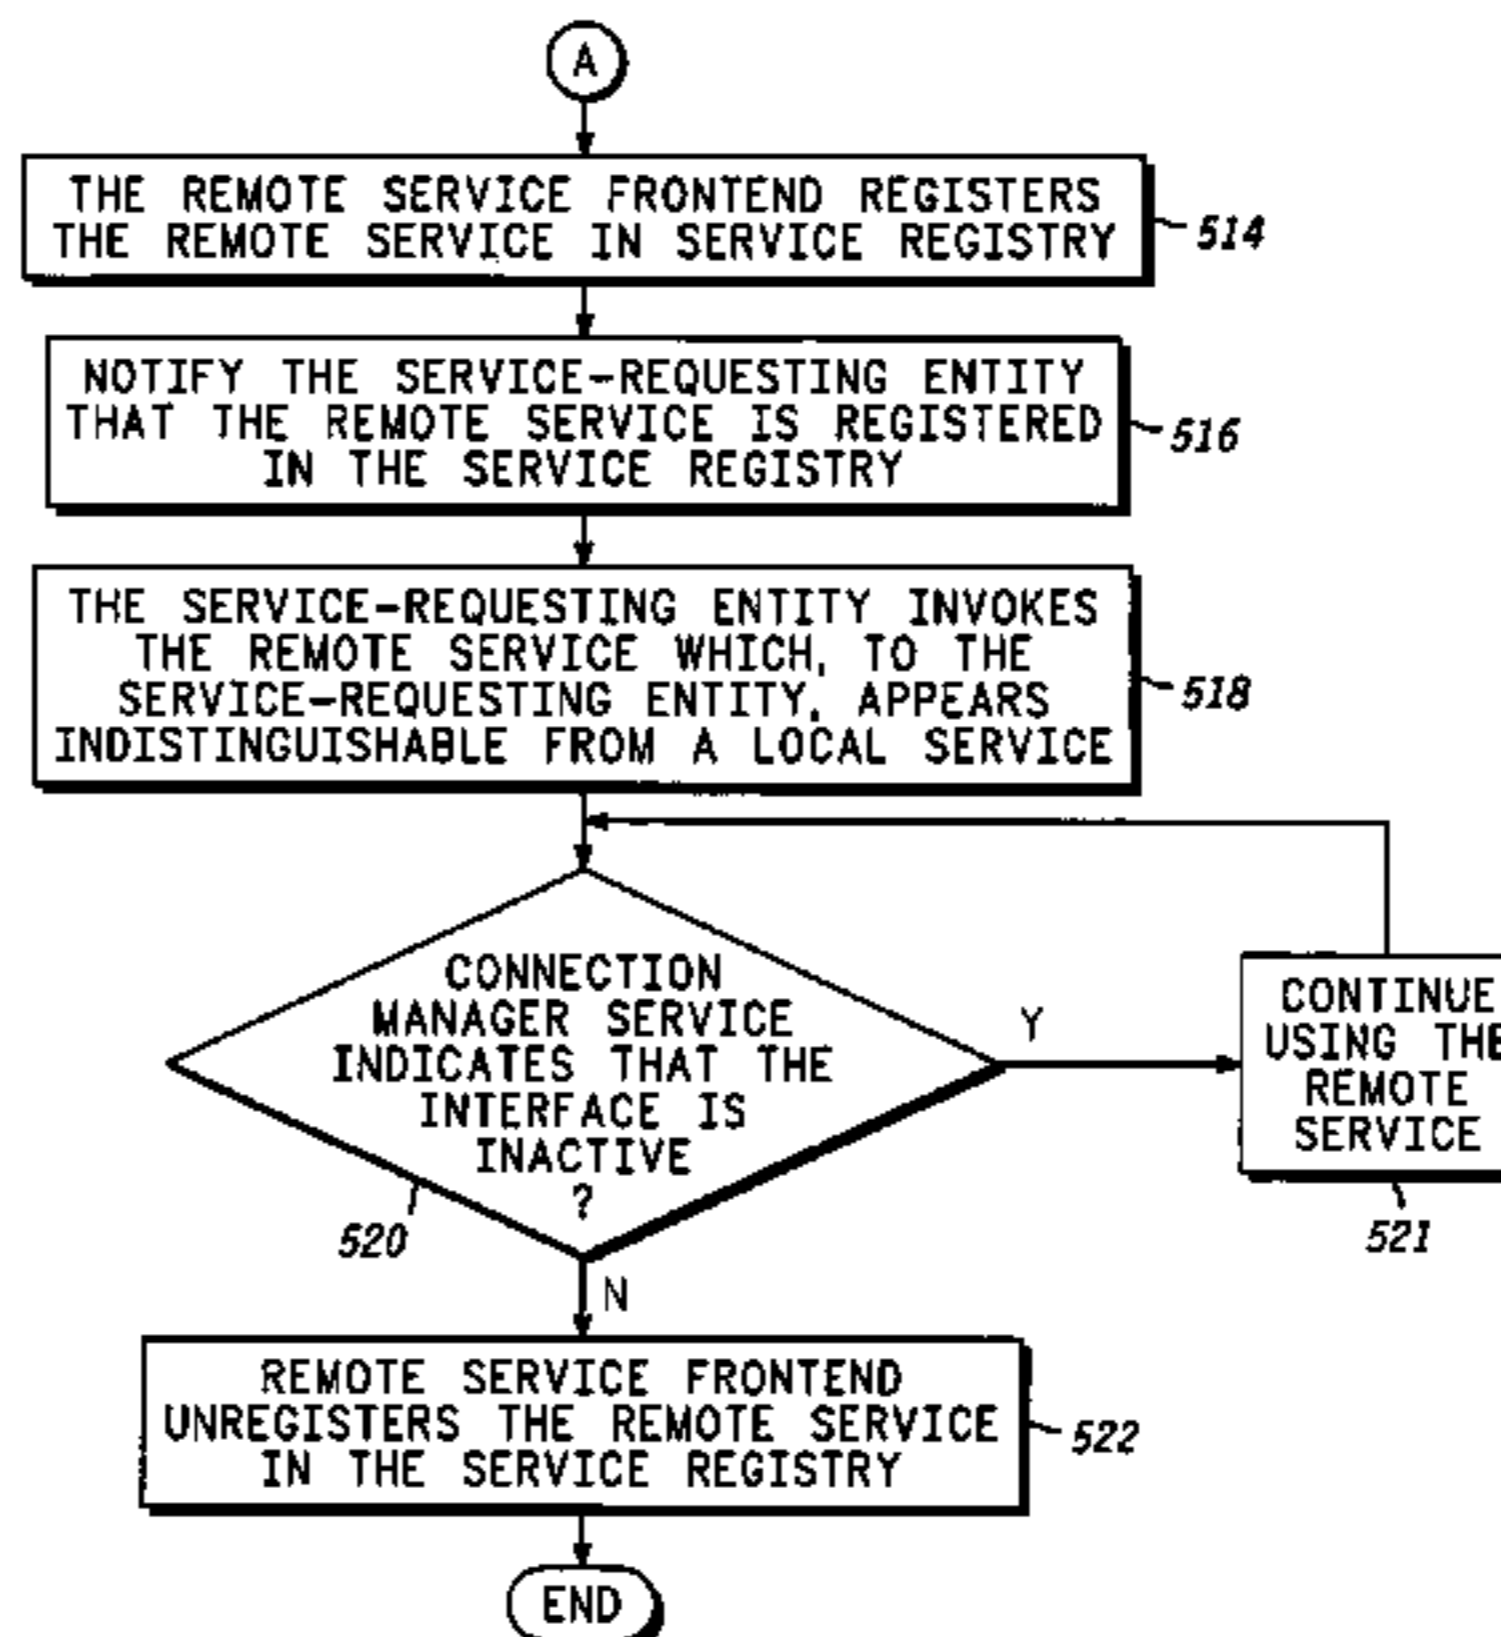 A
THE REMOTE SERVICE FRONTEND REGISTERS
THE REMOTE SERVICE IN SERVICE REGISTRY
514
NOTIFY THE SERVICE-REQUESTING ENTITY
THAT THE REMOTE SERVICE IS REGISTERED
IN THE SERVICE REGISTRY
516
THE SERVICE-REQUESTING ENTITY INVOKES
THE REMOTE SERVICE WHICH, TO THE
SERVICE-REQUESTING ENTITY, APPEARS
INDISTINGUISHABLE FROM A LOCAL SERVICE
518
CONNECTION
MANAGER SERVICE
INDICATES THAT THE
INTERFACE IS
INACTIVE
?
520
Y
CONTINUE
USING THE
REMOTE
SERVICE
521
N
REMOTE SERVICE FRONTEND
UNREGISTERS THE REMOTE SERVICE
IN THE SERVICE REGISTRY
522
END